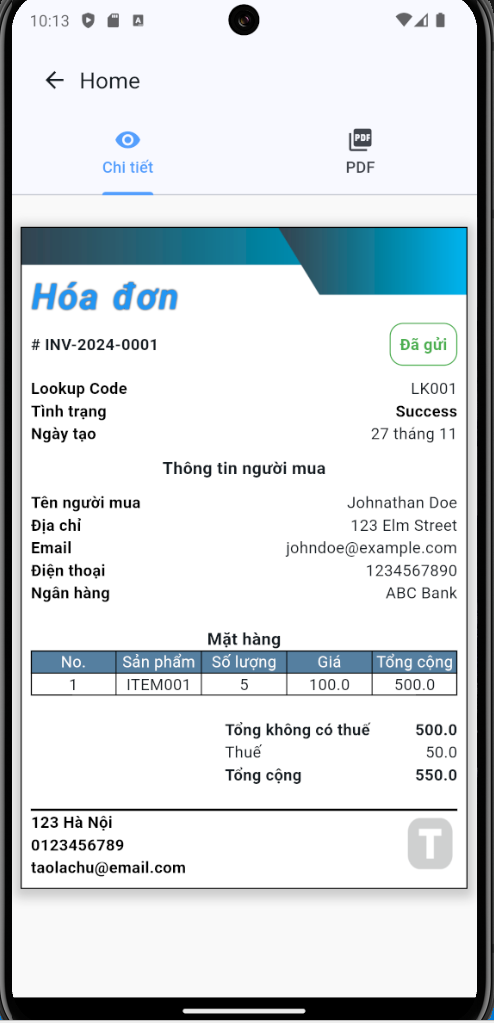 10:13
Home
Chi tiết
PDF
PDF
Hóa đơn
# INV-2024-0001
Đã gửi
Lookup Code LK001
Tình trạng Success
Ngày tạo 27 tháng 11
Thông tin người mua
Tên người mua Johnathan Doe
Địa chỉ 123 Elm Street
Email johndoe@example.com
Điện thoại 1234567890
Ngân hàng ABC Bank
Mặt hàng
No. Sản phẩm Số lượng Giá Tổng cộng
1 ITEM001 5 100.0 500.0
Tổng không có thuế 500.0
Thuế 50.0
Tổng cộng 550.0
123 Hà Nội
0123456789
taolachu@email.com
T